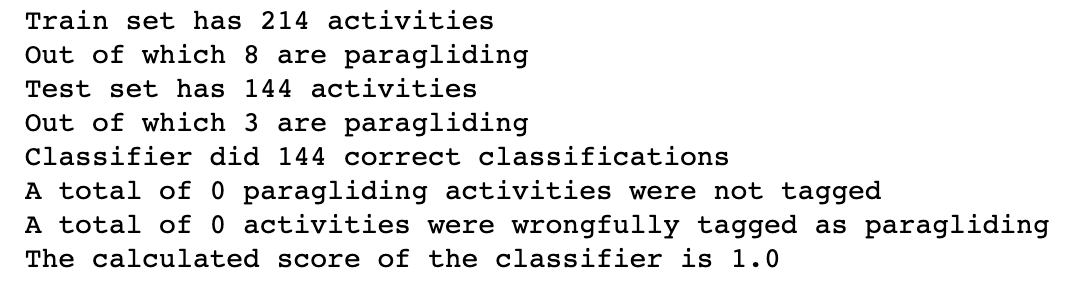 Train set has 214 activities
Out of which 8 are paragliding
Test set has 144 activities
Out of which 3 are paragliding
Classifier did 144 correct classifications
A total of 0 paragliding activities were not tagged
A total of 0 activities were wrongfully tagged as paragliding
The calculated score of the classifier is 1.0